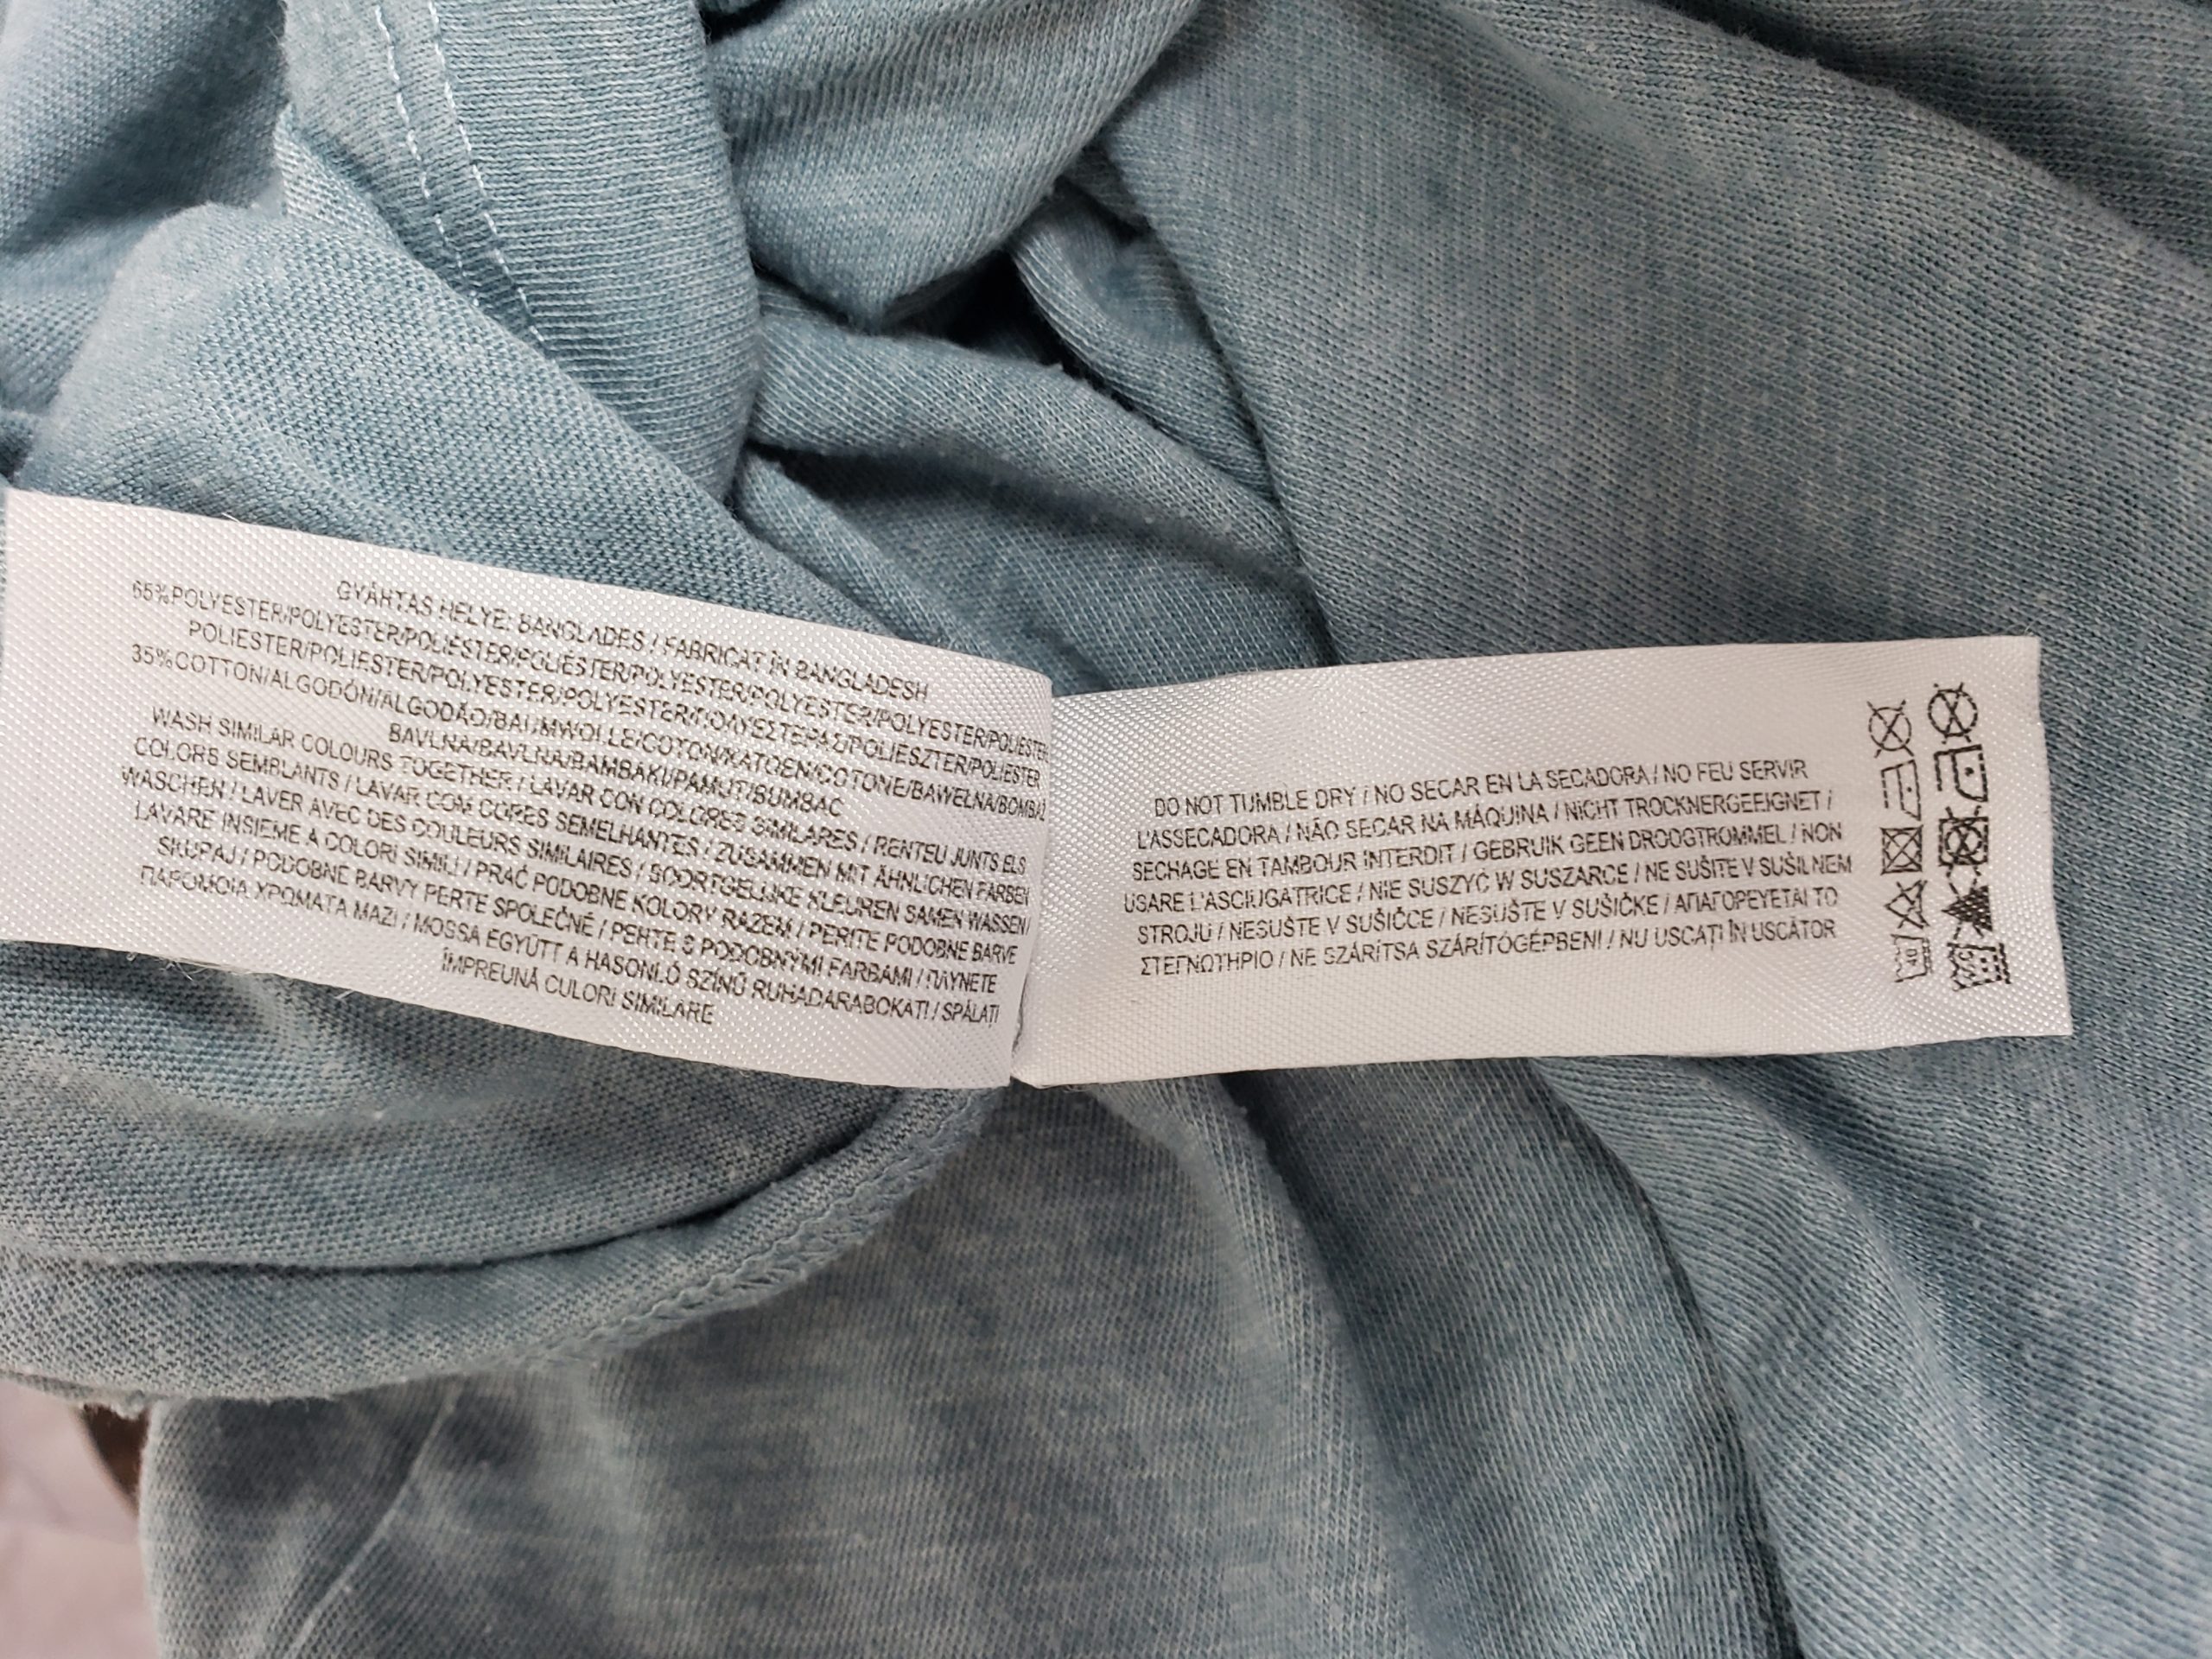 GYÁRTÁS HELYE: BANGLADES / FABRICAT ÎN BANGLADESH
65%POLYESTER/POLYESTER/POLIÉSTER/POLIÉSTER/POLYESTER/POLYESTER/POLIESTER/
POLIESTER/POLIESTER/POLYESTER/POLYESTER/ΠΟΛΥΕΣΤΕΡΑΣ/POLIESZTER/POLIESTER
35%COTTON/ALGODÓN/ALGODÃO/BAUMWOLLE/COTON/KATOEN/COTONE/BAWEŁNA/BOMBAŽ
BAVLNA/BAVLNA/BAMBAKI/PAMUT/BUMBAC
WASH SIMILAR COLOURS TOGETHER / LAVAR CON COLORES SIMILARES / RENTEU JUNTS ELS
COLORS SEMBLANTS / LAVAR COM CORES SEMELHANTES / ZUSAMMEN MIT ÄHNLICHEN FARBEN
WASCHEN / LAVER AVEC DES COULEURS SIMILAIRES / SOORTGELIJKE KLEUREN SAMEN WASSEN /
LAVARE INSIEME A COLORI SIMILI / PRAĆ PODOBNE KOLORY RAZEM / PERITE PODOBNE BARVE
SKUPAJ / PODOBNÉ BARVY PERTE SPOLEČNĚ / PERTE S PODOBNÝMI FARBAMI / ΠΛΥΝΕΤΕ
ΠΑΡΟΜΟΙΑ ΧΡΩΜΑΤΑ ΜΑΖΙ / MOSSA EGYÜTT A HASONLÓ SZÍNŰ RUHADARABOKAT! / SPĂLAȚI
ÎMPREUNĂ CULORI SIMILARE
DO NOT TUMBLE DRY / NO SECAR EN LA SECADORA / NO FEU SERVIR
L'ASSECADORA / NÃO SECAR NA MÁQUINA / NICHT TROCKNERGEEIGNET /
SECHAGE EN TAMBOUR INTERDIT / GEBRUIK GEEN DROOGTROMMEL / NON
USARE L'ASCIUGATRICE / NIE SUSZYĆ W SUSZARCE / NE SUŠITE V SUŠILNEM
STROJU / NESUŠTE V SUŠIČCE / NESUŠTE V SUŠIČKE / ΑΠΑΓΟΡΕΥΕΤΑΙ ΤΟ
ΣΤΕΓΝΩΤΗΡΙΟ / NE SZÁRÍTSA SZÁRÍTÓGÉPBEN! / NU USCAȚI ÎN USCĂTOR